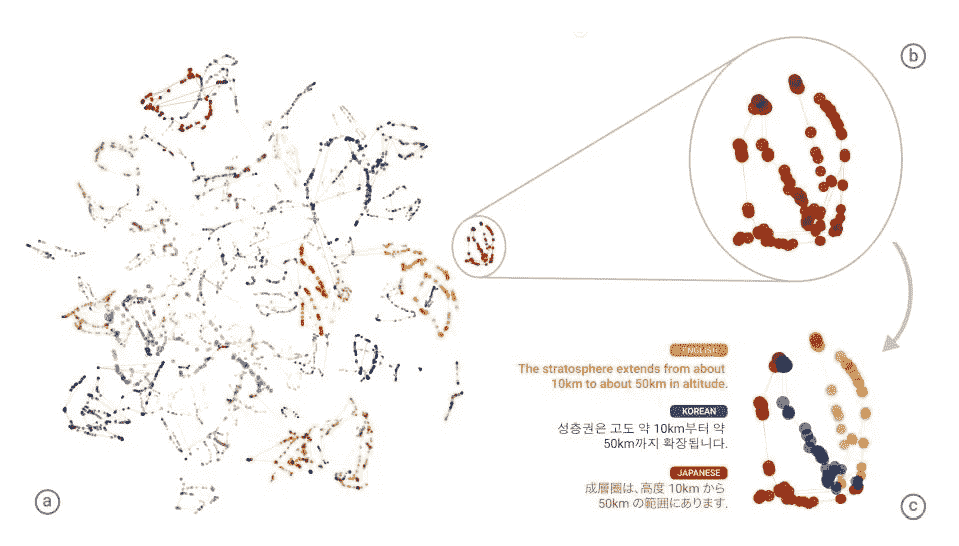 b
ENGLISH
The stratosphere extends from about
10km to about 50km in altitude.
KOREAN
성층권은 고도 약 10km부터 약
50km까지 확장됩니다.
JAPANESE
成層圏は、高度 10km から
50km の範囲にあります。
a
c